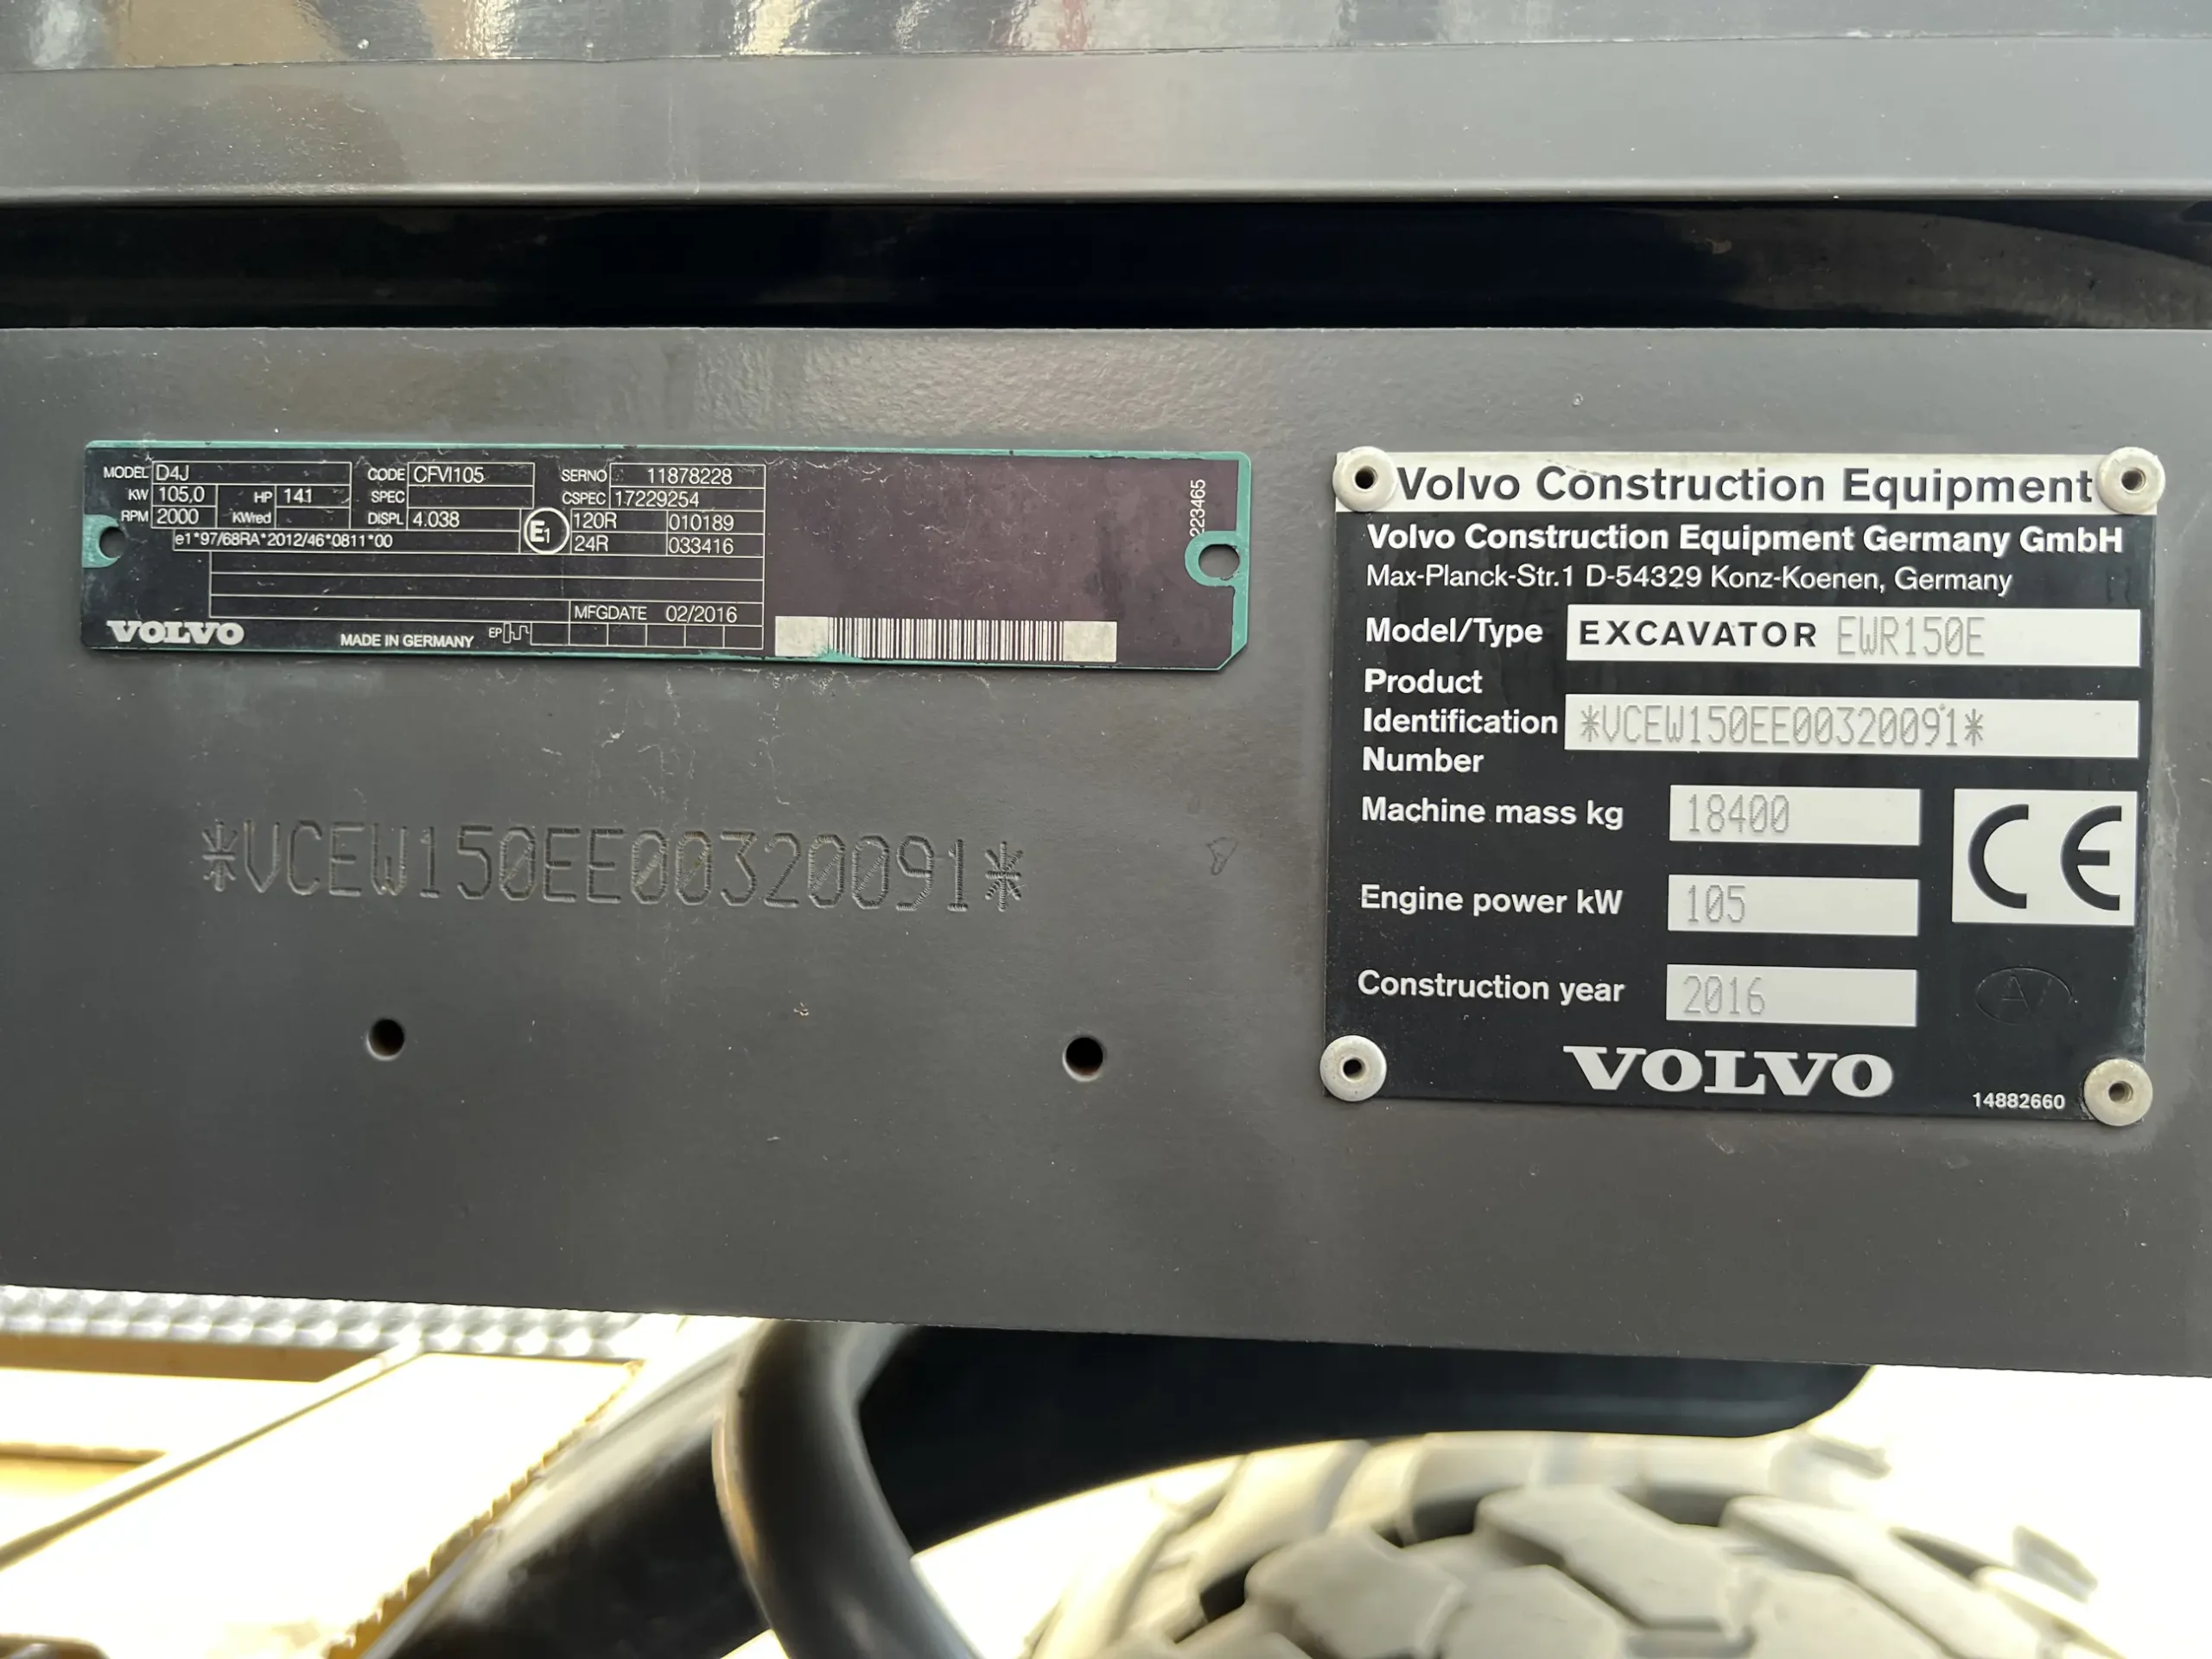 MODEL D4J CODE CFVI105 SERNO 11878228
KW 105,0 HP 141 SPEC CSPEC 17229254
RPM 2000 KWred DISPL 4.038 E1 120R 010189
e1*97/68RA*2012/46*0811*00 24R 033416
MFGDATE 02/2016
VOLVO MADE IN GERMANY EP
223465
*VCEW150EE00320091*
Volvo Construction Equipment
Volvo Construction Equipment Germany GmbH
Max-Planck-Str.1 D-54329 Konz-Koenen, Germany
Model/Type EXCAVATOR EWR150E
Product
Identification *VCEW150EE00320091*
Number
Machine mass kg 18400
CE
Engine power kW 105
Construction year 2016
VOLVO
14882660